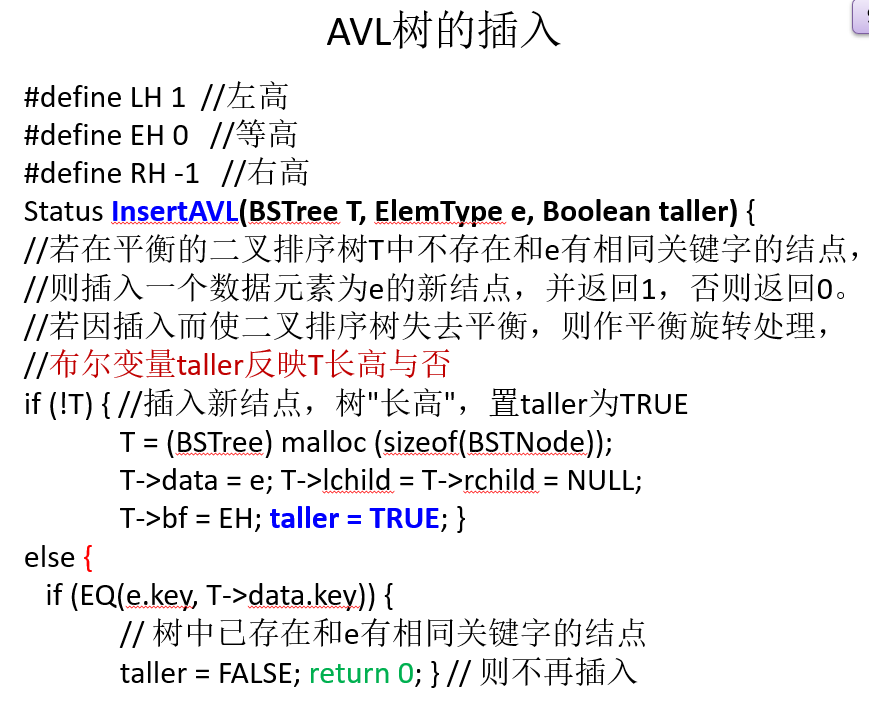 AVL树的插入
#define LH 1 //左高
#define EH 0 //等高
#define RH -1 //右高
Status InsertAVL(BSTree T, ElemType e, Boolean taller) {
//若在平衡的二叉排序树T中不存在和e有相同关键字的结点，
//则插入一个数据元素为e的新结点，并返回1，否则返回0。
//若因插入而使二叉排序树失去平衡，则作平衡旋转处理，
//布尔变量taller反映T长高与否
if (!T) { //插入新结点，树"长高"，置taller为TRUE
T = (BSTree) malloc (sizeof(BSTNode));
T->data = e; T->lchild = T->rchild = NULL;
T->bf = EH; taller = TRUE; }
else {
if (EQ(e.key, T->data.key)) {
// 树中已存在和e有相同关键字的结点
taller = FALSE; return 0; } // 则不再插入